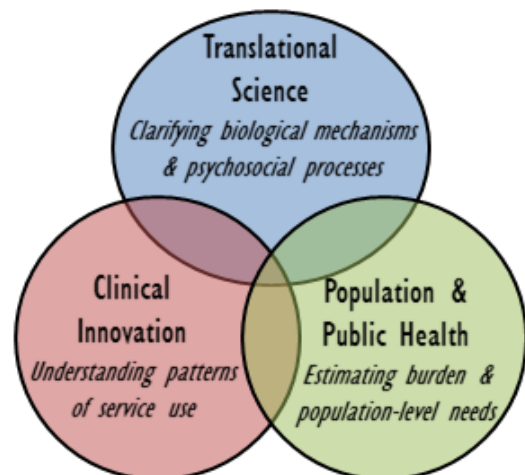 Translational
Science
Clarifying biological mechanisms
& psychosocial processes
Clinical
Innovation
Understanding patterns
of service use
Population &
Public Health
Estimating burden &
population-level needs